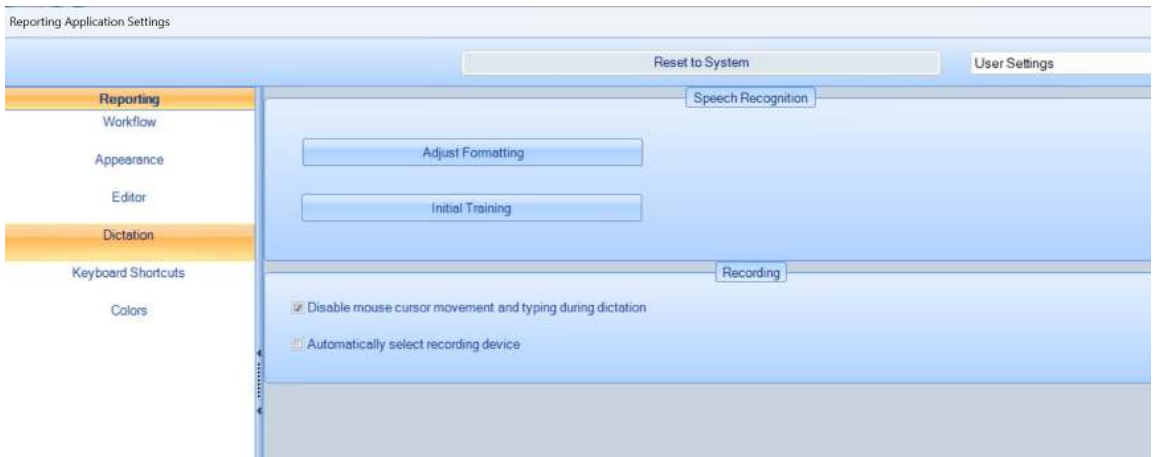 Reporting Application Settings
Reset to System
User Settings
Reporting
Workflow
Appearance
Editor
Dictation
Keyboard Shortcuts
Colors
Speech Recognition
Adjust Formatting
Initial Training
Recording
Disable mouse cursor movement and typing during dictation
Automatically select recording device